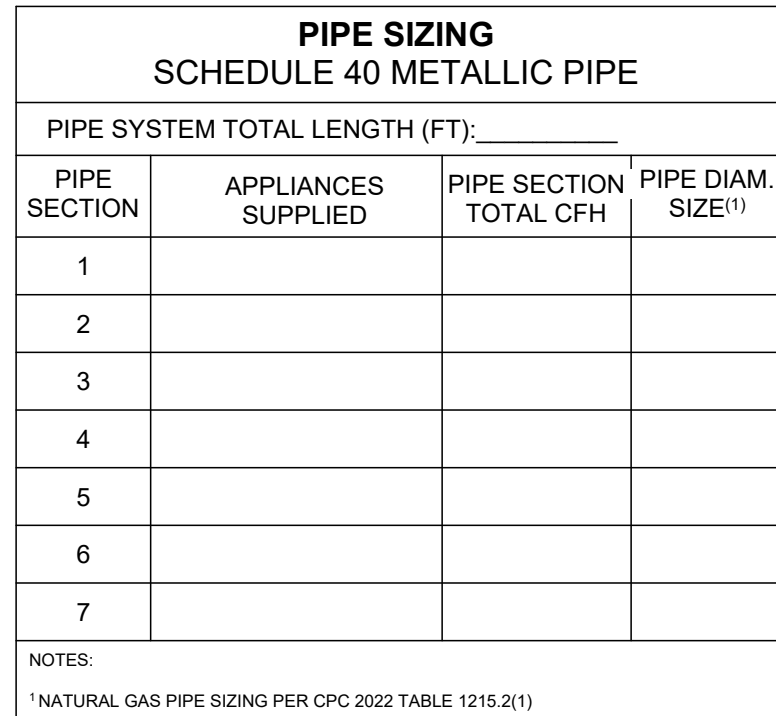 PIPE SIZING
SCHEDULE 40 METALLIC PIPE
PIPE SYSTEM TOTAL LENGTH (FT):___________
PIPE SECTION APPLIANCES SUPPLIED PIPE SECTION TOTAL CFH PIPE DIAM. SIZE(1)
1
2
3
4
5
6
7
NOTES:
1 NATURAL GAS PIPE SIZING PER CPC 2022 TABLE 1215.2(1)